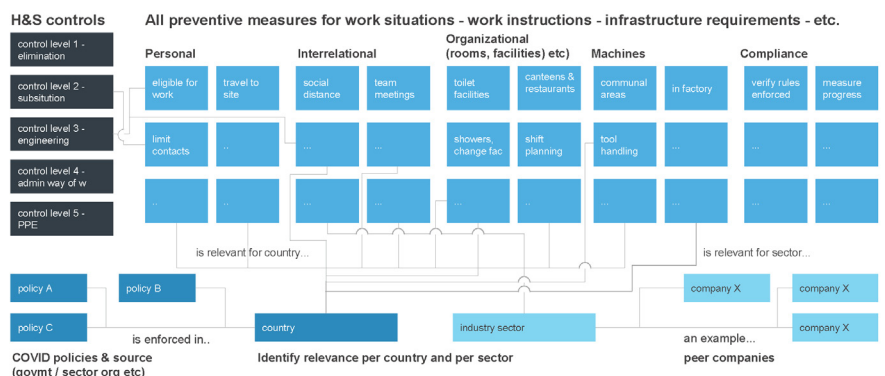 H&S controls
All preventive measures for work situations - work instructions - infrastructure requirements - etc.
control level 1 -
elimination
control level 2 -
subsitution
control level 3 -
engineering
control level 4 -
admin way of w
control level 5 -
PPE
Personal
Interrelational
Organizational
(rooms, facilities) etc)
Machines
Compliance
eligible for
work
travel to
site
social
distance
team
meetings
toilet
facilities
canteens &
restaurants
communal
areas
in factory
verify rules
enforced
measure
progress
limit
contacts
..
...
...
showers,
change fac
shift
planning
tool
handling
...
...
...
..
...
...
...
...
...
...
...
...
...
is relevant for country...
is relevant for sector...
policy A
policy B
company X
company X
policy C
is enforced in..
country
industry sector
an example...
company X
COVID policies & source
(govmt / sector org etc)
Identify relevance per country and per sector
peer companies